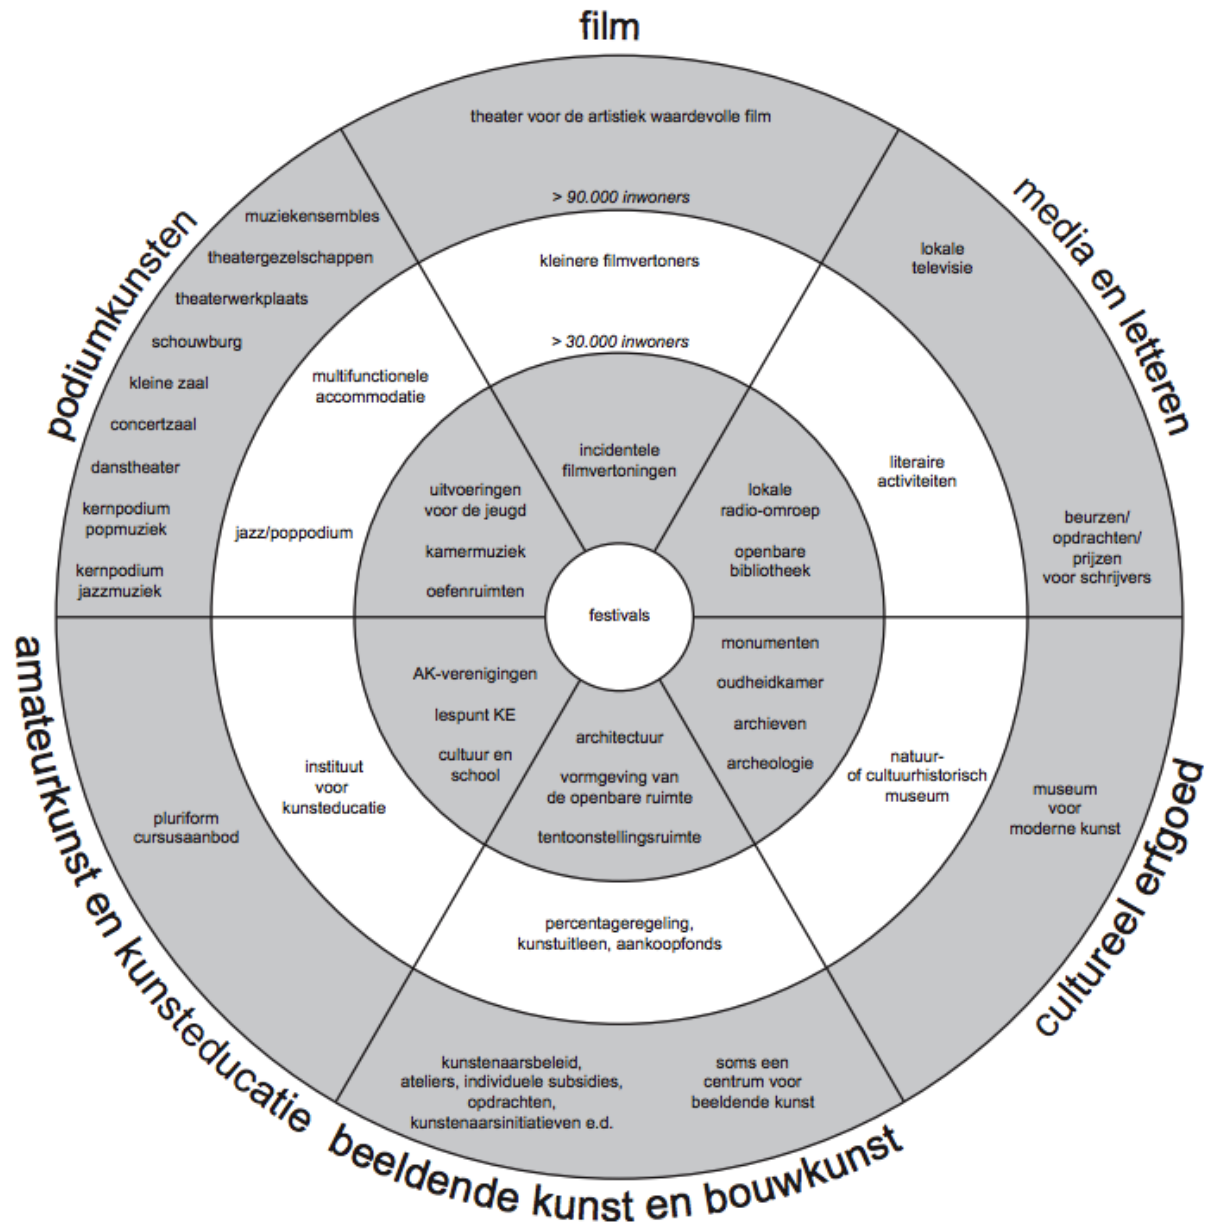 film
theater voor de artistiek waardevolle film
> 90.000 inwoners
kleinere filmvertoners
> 30.000 inwoners
incidentele
filmvertoningen
media en letteren
lokale
televisie
beurzen/
opdrachten/
prijzen
voor schrijvers
literaire
activiteiten
lokale
radio-omroep
openbare
bibliotheek
cultureel erfgoed
museum
voor
moderne kunst
natuur-
of cultuurhistorisch
museum
monumenten
oudheidkamer
archieven
archeologie
beeldende kunst en bouwkunst
kunstenaarsbeleid,
ateliers, individuele subsidies,
opdrachten,
kunstenaarsinitiatieven e.d.
soms een
centrum voor
beeldende kunst
percentageregeling,
kunstuitleen, aankoopfonds
architectuur
vormgeving van
de openbare ruimte
tentoonstellingsruimte
amateurkunst en kunsteducatie
pluriform
cursusaanbod
instituut
voor
kunsteducatie
AK-verenigingen
lespunt KE
cultuur en
school
podiumkunsten
muziekensembles
theatergezelschappen
theaterwerkplaats
schouwburg
kleine zaal
concertzaal
danstheater
kernpodium
popmuziek
kernpodium
jazzmuziek
multifunctionele
accommodatie
jazz/poppodium
uitvoeringen
voor de jeugd
kamermuziek
oefenruimten
festivals